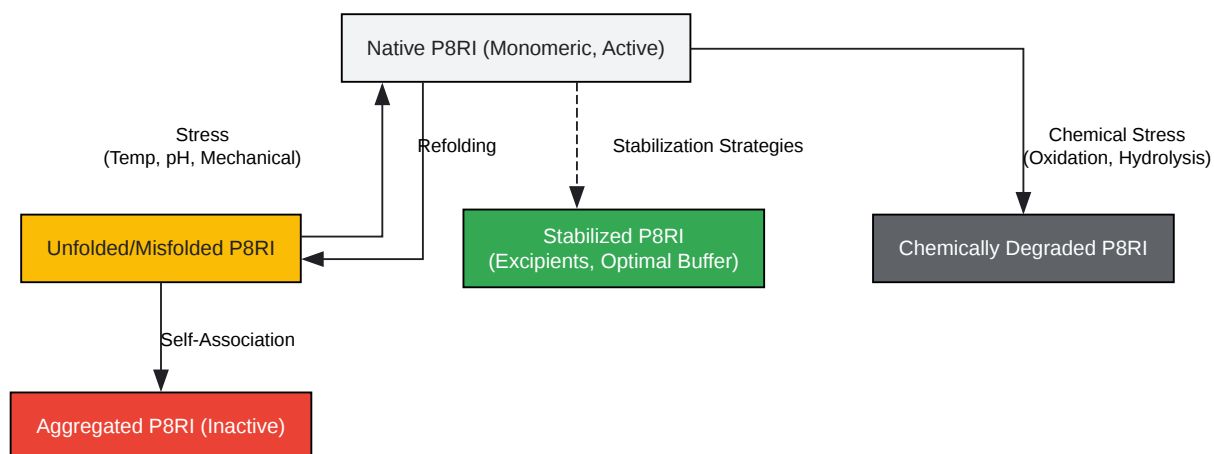 Native P8RI (Monomeric, Active)
Stress
(Temp, pH, Mechanical)
Refolding
Stabilization Strategies
Chemical Stress
(Oxidation, Hydrolysis)
Unfolded/Misfolded P8RI
Stabilized P8RI
(Excipients, Optimal Buffer)
Chemically Degraded P8RI
Self-Association
Aggregated P8RI (Inactive)